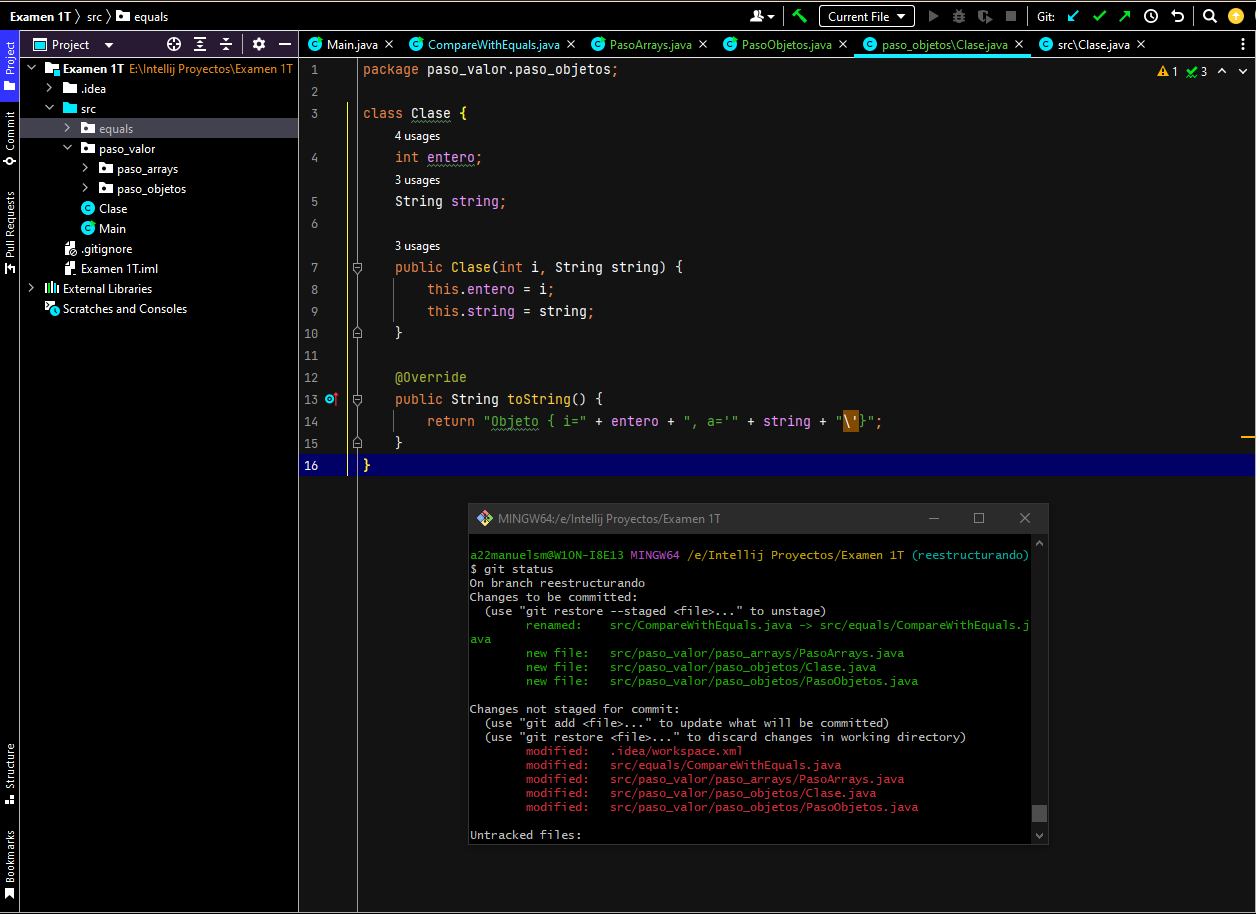 Examen 1T
src
equals
Current File
Git:
Project
Main.java
CompareWithEquals.java
PasoArrays.java
PasoObjetos.java
paso_objetos\Clase.java
src\Clase.java
Project
Commit
Pull Requests
Structure
Bookmarks
Examen 1T E:\Intellij Proyectos\Examen 1T
.idea
src
equals
paso_valor
paso_arrays
paso_objetos
Clase
Main
.gitignore
Examen 1T.iml
External Libraries
Scratches and Consoles
1 3
1 package paso_valor.paso_objetos;
2
3 class Clase {
4 usages
4 int entero;
3 usages
5 String string;
6
3 usages
7 public Clase(int i, String string) {
8 this.entero = i;
9 this.string = string;
10 }
11
12 @Override
13 public String toString() {
14 return "Objeto { i=" + entero + ", a='" + string + "\'}";
15 }
16 }
MINGW64:/e/Intellij Proyectos/Examen 1T
a22manuelsm@W10N-I8E13 MINGW64 /e/Intellij Proyectos/Examen 1T (reestructurando)
$ git status
On branch reestructurando
Changes to be committed:
(use "git restore --staged <file>..." to unstage)
renamed: src/CompareWithEquals.java -> src/equals/CompareWithEquals.j
ava
new file: src/paso_valor/paso_arrays/PasoArrays.java
new file: src/paso_valor/paso_objetos/Clase.java
new file: src/paso_valor/paso_objetos/PasoObjetos.java
Changes not staged for commit:
(use "git add <file>..." to update what will be committed)
(use "git restore <file>..." to discard changes in working directory)
modified: .idea/workspace.xml
modified: src/equals/CompareWithEquals.java
modified: src/paso_valor/paso_arrays/PasoArrays.java
modified: src/paso_valor/paso_objetos/Clase.java
modified: src/paso_valor/paso_objetos/PasoObjetos.java
Untracked files: